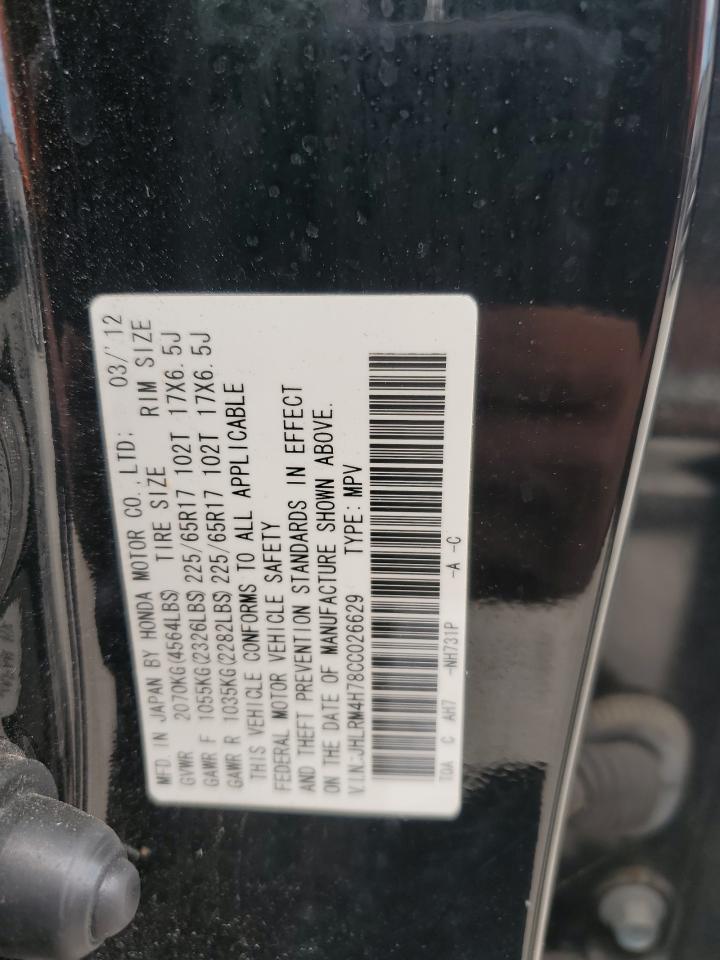 MFD. IN JAPAN BY HONDA MOTOR CO., LTD: 03/'12
GVWR 2070KG(4564LBS) TIRE SIZE RIM SIZE
GAWR F 1055KG(2326LBS) 225/65R17 102T 17X6.5J
GAWR R 1035KG(2282LBS) 225/65R17 102T 17X6.5J
THIS VEHICLE CONFORMS TO ALL APPLICABLE
FEDERAL MOTOR VEHICLE SAFETY
AND THEFT PREVENTION STANDARDS IN EFFECT
ON THE DATE OF MANUFACTURE SHOWN ABOVE.
V.I.N:JHLRM4H78CC026629 TYPE: MPV
T0A C AH7 -NH731P -A -C